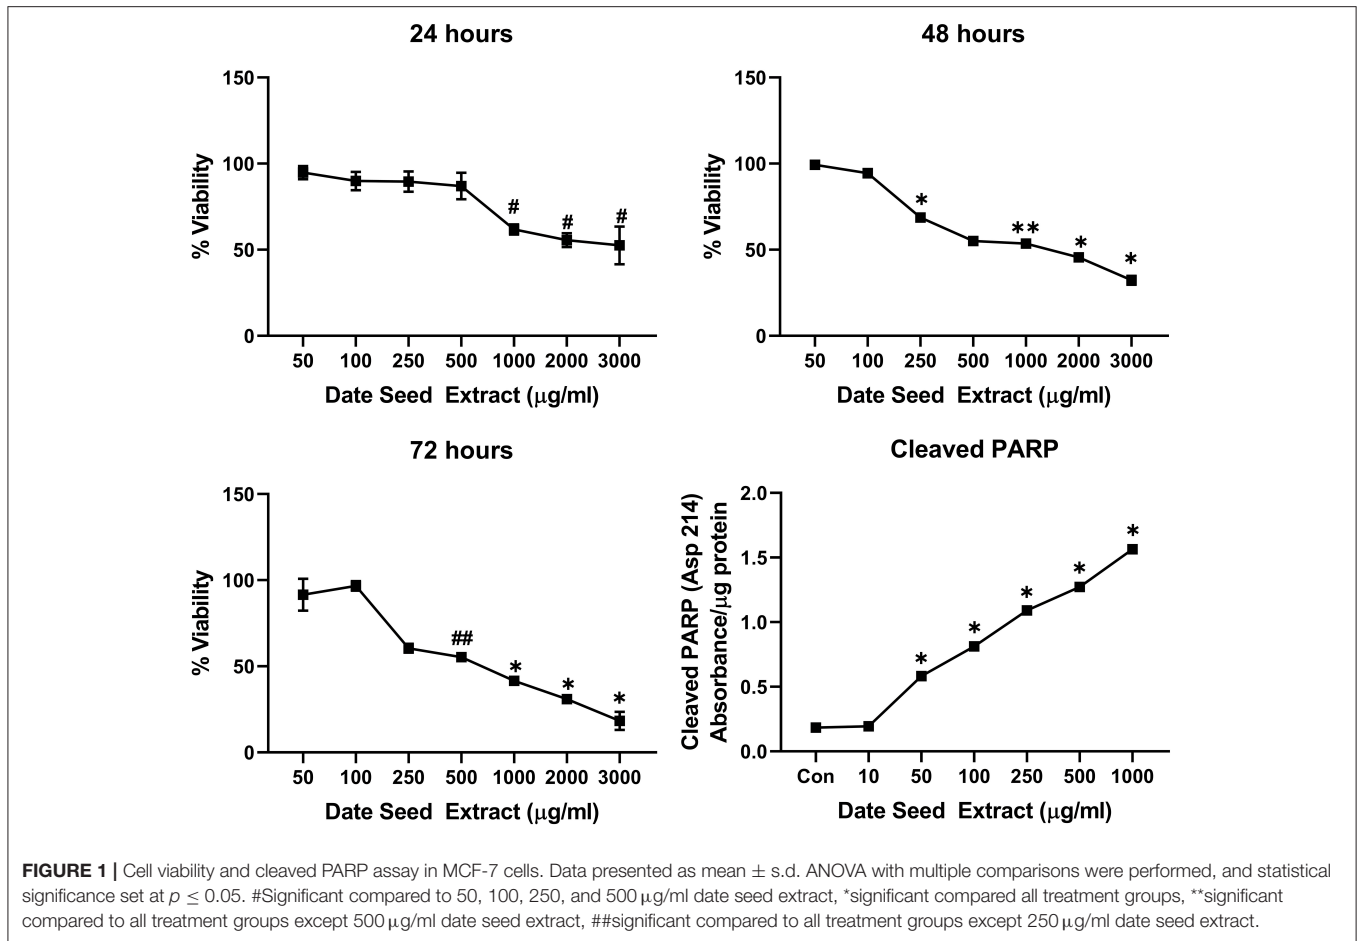 24 hours
150
100
50
0
% Viability
#
#
#
50 100 250 500 1000 2000 3000
Date Seed Extract (μg/ml)
48 hours
150
100
50
0
% Viability
*
**
*
*
50 100 250 500 1000 2000 3000
Date Seed Extract (μg/ml)
72 hours
150
100
50
0
% Viability
##
*
*
*
50 100 250 500 1000 2000 3000
Date Seed Extract (μg/ml)
Cleaved PARP
2.0
1.5
1.0
0.5
0.0
Cleaved PARP (Asp 214)
Absorbance/μg protein
*
*
*
*
*
Con 10 50 100 250 500 1000
Date Seed Extract (μg/ml)
FIGURE 1 | Cell viability and cleaved PARP assay in MCF-7 cells. Data presented as mean ± s.d. ANOVA with multiple comparisons were performed, and statistical
significance set at p ≤ 0.05. #Significant compared to 50, 100, 250, and 500 μg/ml date seed extract, *significant compared all treatment groups, **significant
compared to all treatment groups except 500 μg/ml date seed extract, ##significant compared to all treatment groups except 250 μg/ml date seed extract.